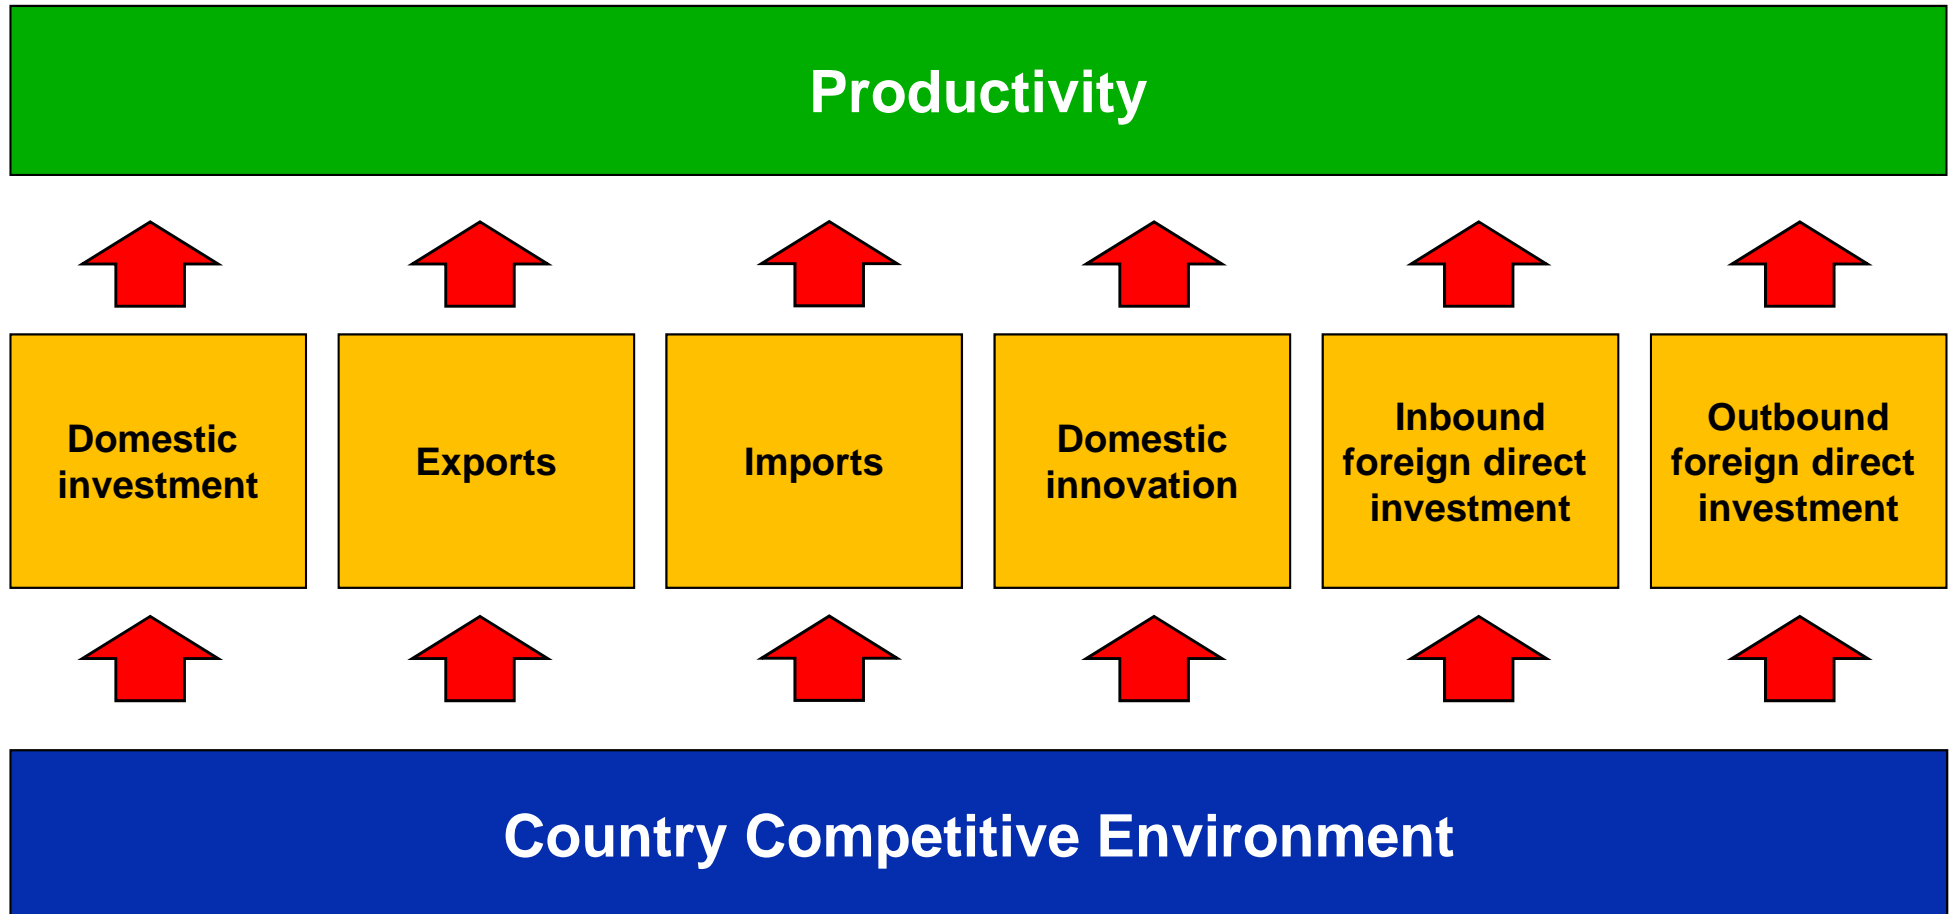 Productivity
Domestic
investment
Exports
Imports
Domestic
innovation
Inbound
foreign direct
investment
Outbound
foreign direct
investment
Country Competitive Environment